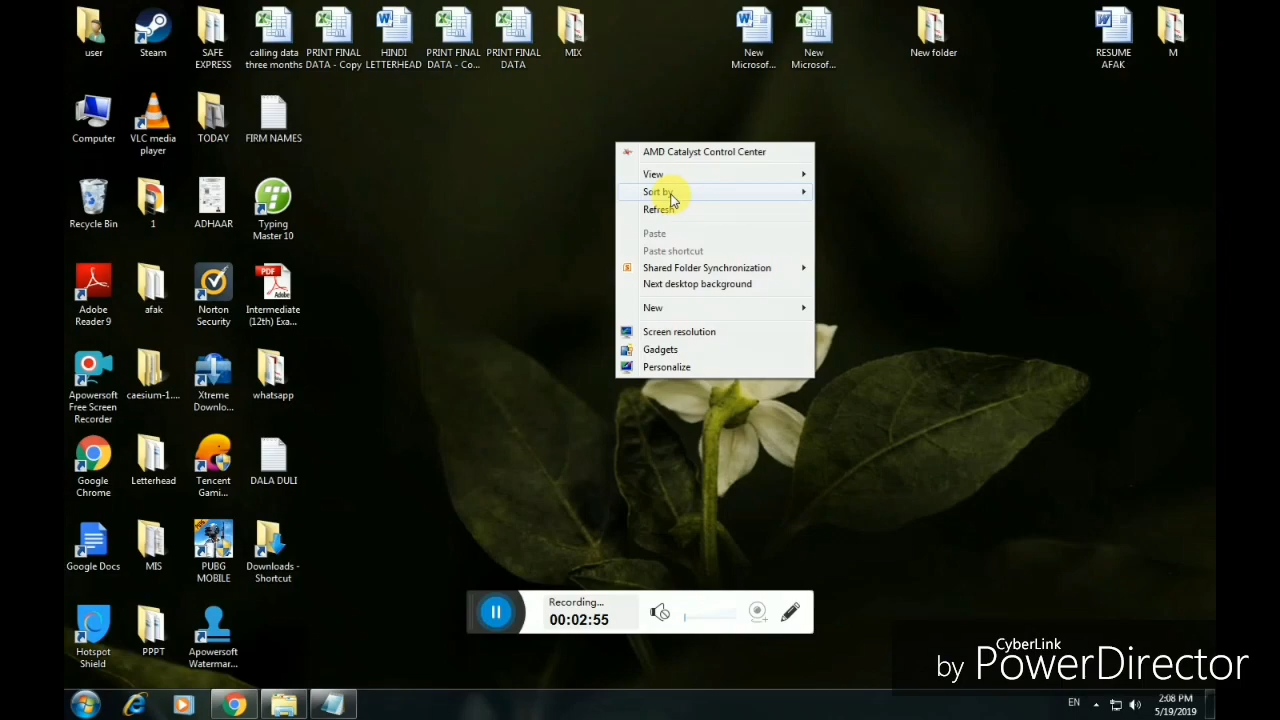 user
Steam
SAFE
EXPRESS
calling data
three months
PRINT FINAL
DATA - Copy
HINDI
LETTERHEAD
PRINT FINAL
DATA - Co...
PRINT FINAL
DATA
MIX
New
Microsof...
New
Microsof...
New folder
RESUME
AFAK
M
Computer
VLC media
player
TODAY
FIRM NAMES
Recycle Bin
1
ADHAAR
Typing
Master 10
Adobe
Reader 9
afak
Norton
Security
PDF
Adobe
Intermediate
(12th) Exa...
Apowersoft
Free Screen
Recorder
caesium-1....
Xtreme
Downlo...
whatsapp
Google
Chrome
Letterhead
Tencent
Gami...
DALA DULI
Google Docs
MIS
PUBG
MOBILE
Downloads -
Shortcut
Hotspot
Shield
PPPT
Apowersoft
Watermar...
AMD Catalyst Control Center
View
Sort by
Refresh
Paste
Paste shortcut
Shared Folder Synchronization
Next desktop background
New
Screen resolution
Gadgets
Personalize
Recording...
00:02:55
CyberLink
by PowerDirector
EN
2:08 PM
5/19/2019